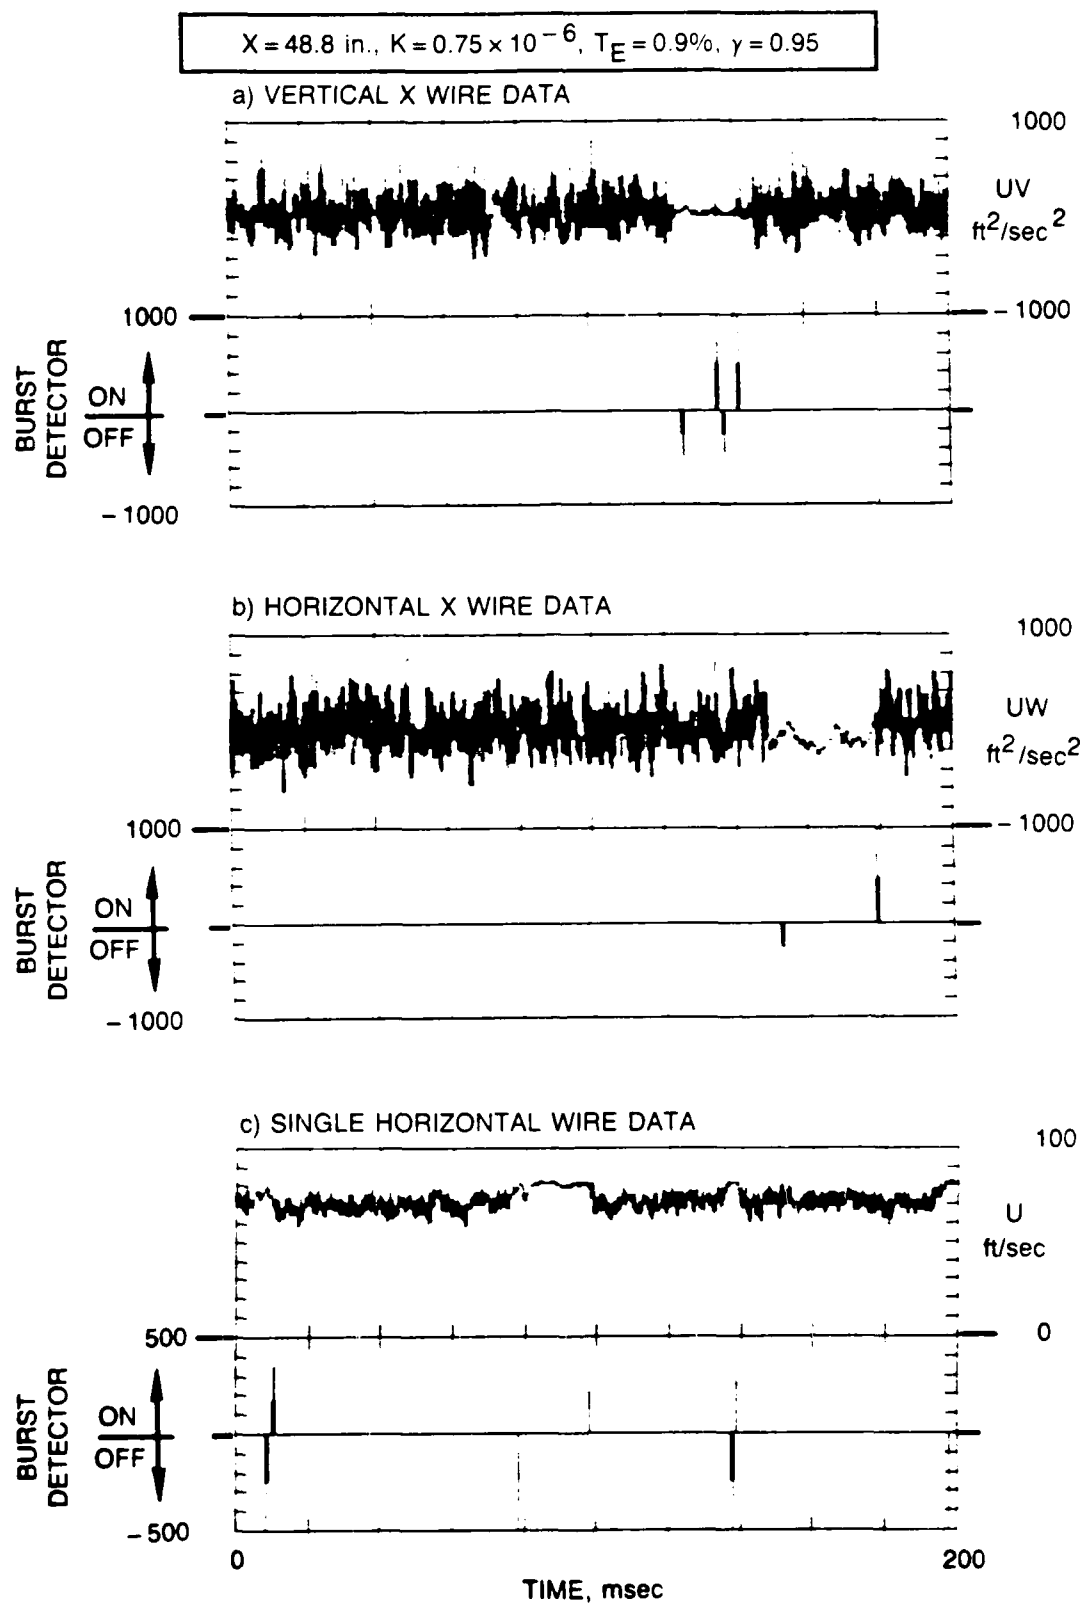 X = 48.8 in., K = 0.75 × 10⁻⁶, T_E = 0.9%, γ = 0.95
a) VERTICAL X WIRE DATA
1000
UV
ft²/sec²
1000
-1000
BURST
DETECTOR
ON
OFF
-1000
b) HORIZONTAL X WIRE DATA
1000
UW
ft²/sec²
1000
-1000
BURST
DETECTOR
ON
OFF
-1000
c) SINGLE HORIZONTAL WIRE DATA
100
U
ft/sec
500
0
BURST
DETECTOR
ON
OFF
-500
0
200
TIME, msec